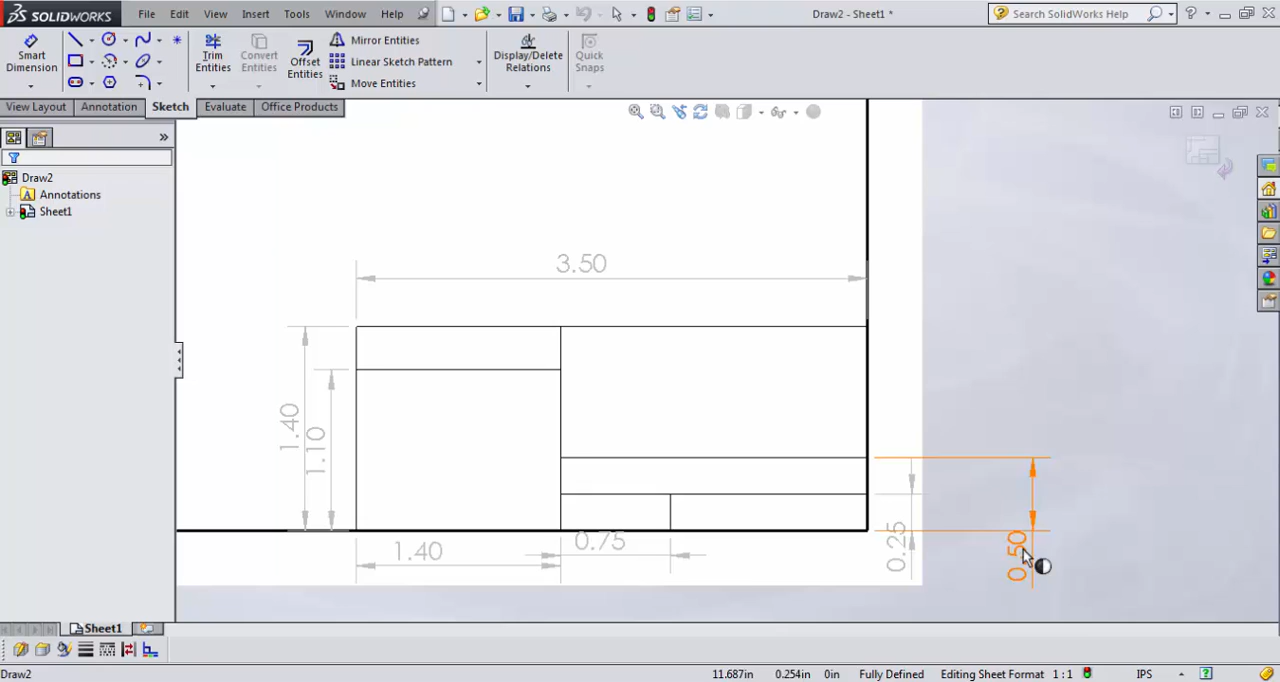 SOLIDWORKS File Edit View Insert Tools Window Help Draw2 - Sheet1 * Search SolidWorks Help
Smart Dimension
Trim Entities
Convert Entities
Offset Entities
Mirror Entities
Linear Sketch Pattern
Move Entities
Display/Delete Relations
Quick Snaps
View Layout Annotation Sketch Evaluate Office Products
Draw2
Annotations
Sheet1
3.50
1.40
1.10
0.25
0.50
1.40
0.75
Sheet1
Draw2 11.687in 0.254in 0in Fully Defined Editing Sheet Format 1 : 1 IPS